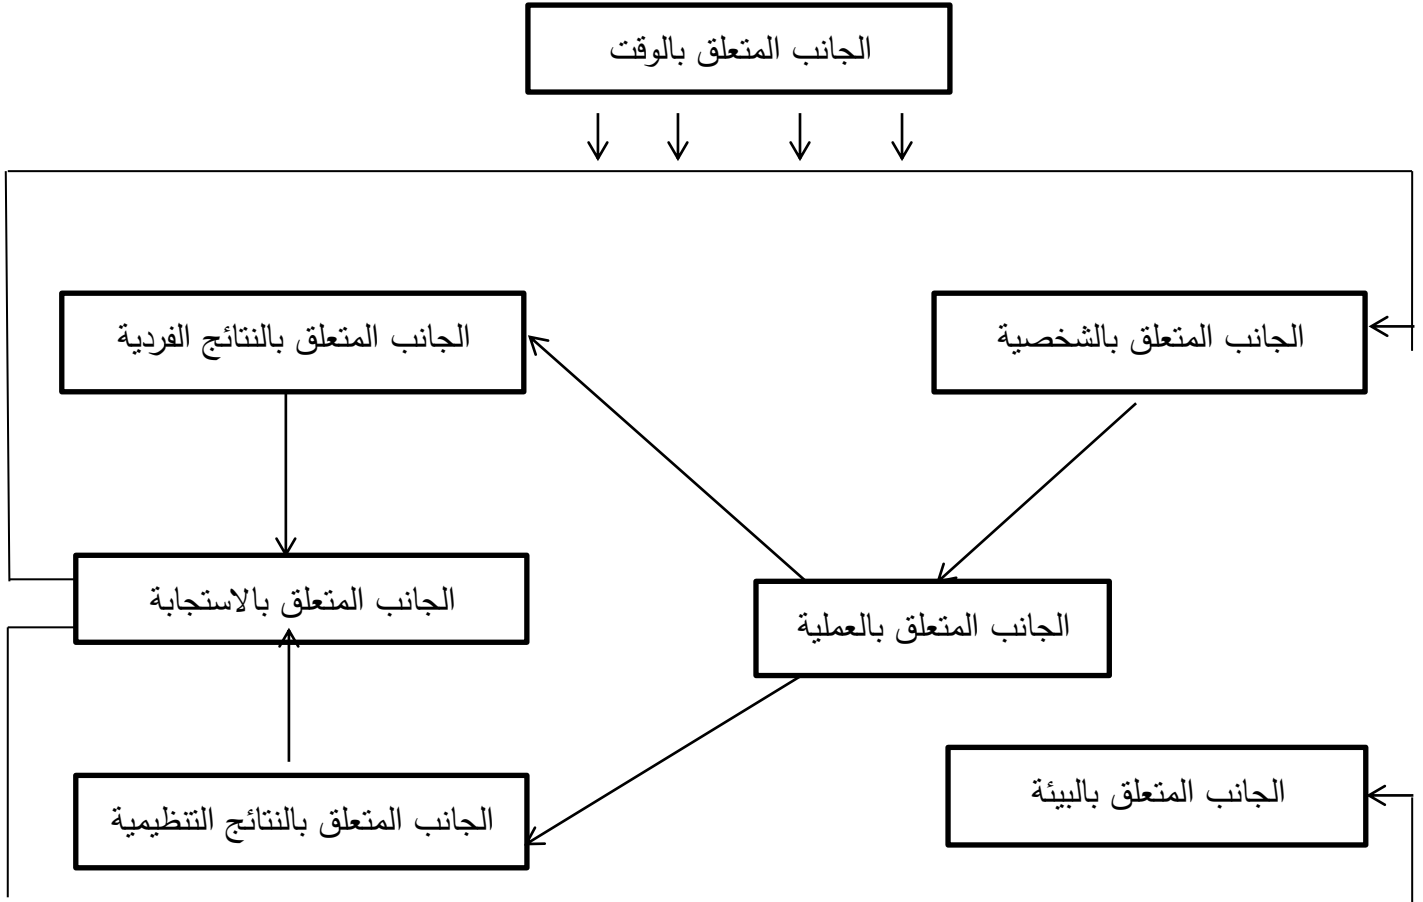 الجانب المتعلق بالوقت
الجانب المتعلق بالشخصية
الجانب المتعلق بالنتائج الفردية
الجانب المتعلق بالعملية
الجانب المتعلق بالاستجابة
الجانب المتعلق بالبيئة
الجانب المتعلق بالنتائج التنظيمية